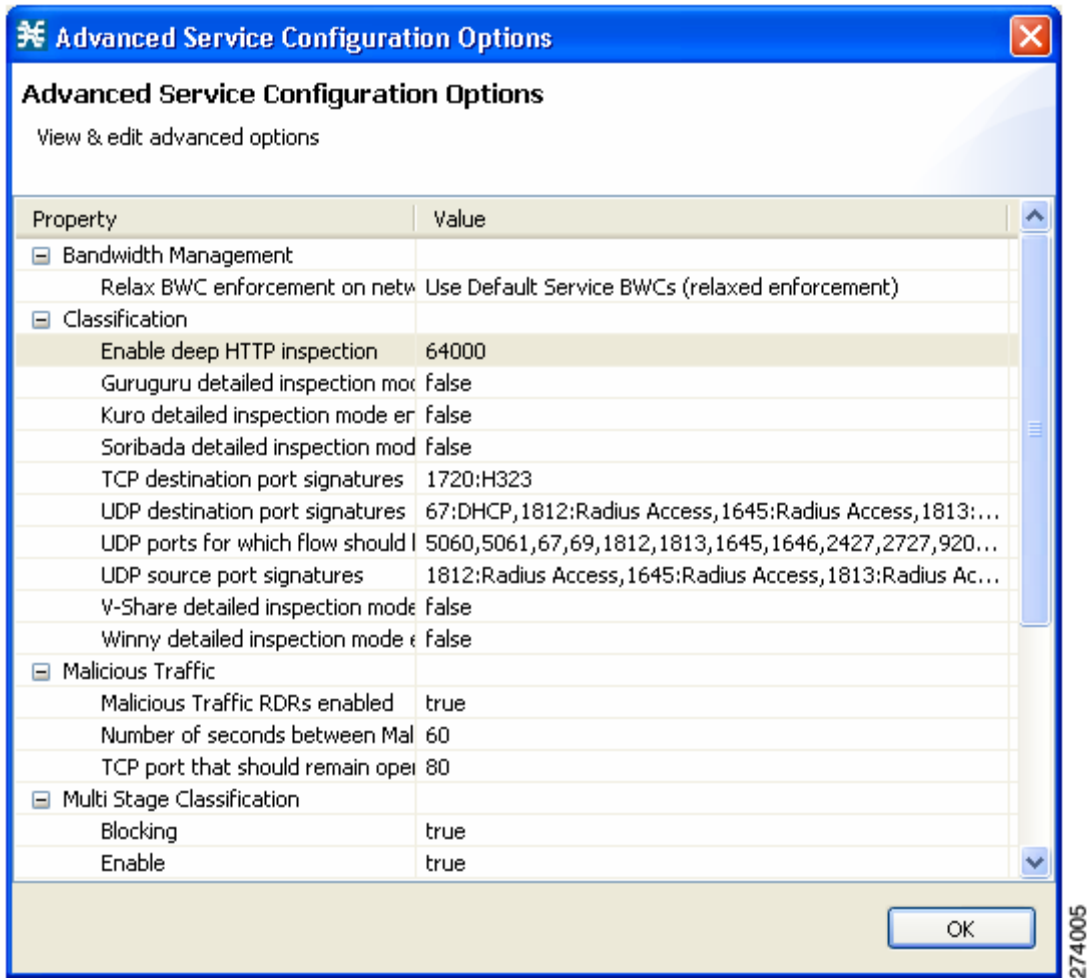 Advanced Service Configuration Options
Advanced Service Configuration Options
View & edit advanced options
Property Value
Bandwidth Management
Relax BWC enforcement on netw Use Default Service BWCs (relaxed enforcement)
Classification
Enable deep HTTP inspection 64000
Guruguru detailed inspection mod false
Kuro detailed inspection mode en false
Soribada detailed inspection mod false
TCP destination port signatures 1720:H323
UDP destination port signatures 67:DHCP,1812:Radius Access,1645:Radius Access,1813:...
UDP ports for which flow should l 5060,5061,67,69,1812,1813,1645,1646,2427,2727,920...
UDP source port signatures 1812:Radius Access,1645:Radius Access,1813:Radius Ac...
V-Share detailed inspection mode false
Winny detailed inspection mode e false
Malicious Traffic
Malicious Traffic RDRs enabled true
Number of seconds between Mal 60
TCP port that should remain open 80
Multi Stage Classification
Blocking true
Enable true
OK
274005